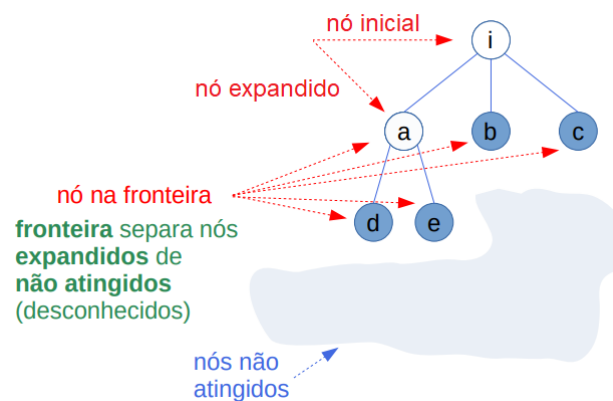 nó inicial
i
nó expandido
a
b
c
nó na fronteira
d
e
fronteira separa nós
expandidos de
não atingidos
(desconhecidos)
nós não
atingidos